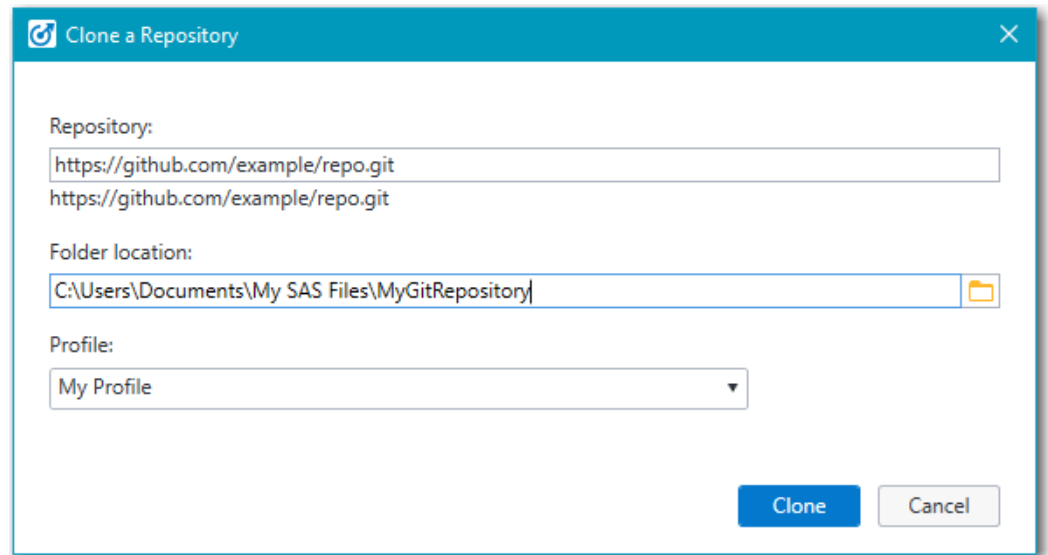 Clone a Repository
Repository:
https://github.com/example/repo.git
https://github.com/example/repo.git
Folder location:
C:\Users\Documents\My SAS Files\MyGitRepository
Profile:
My Profile
Clone Cancel